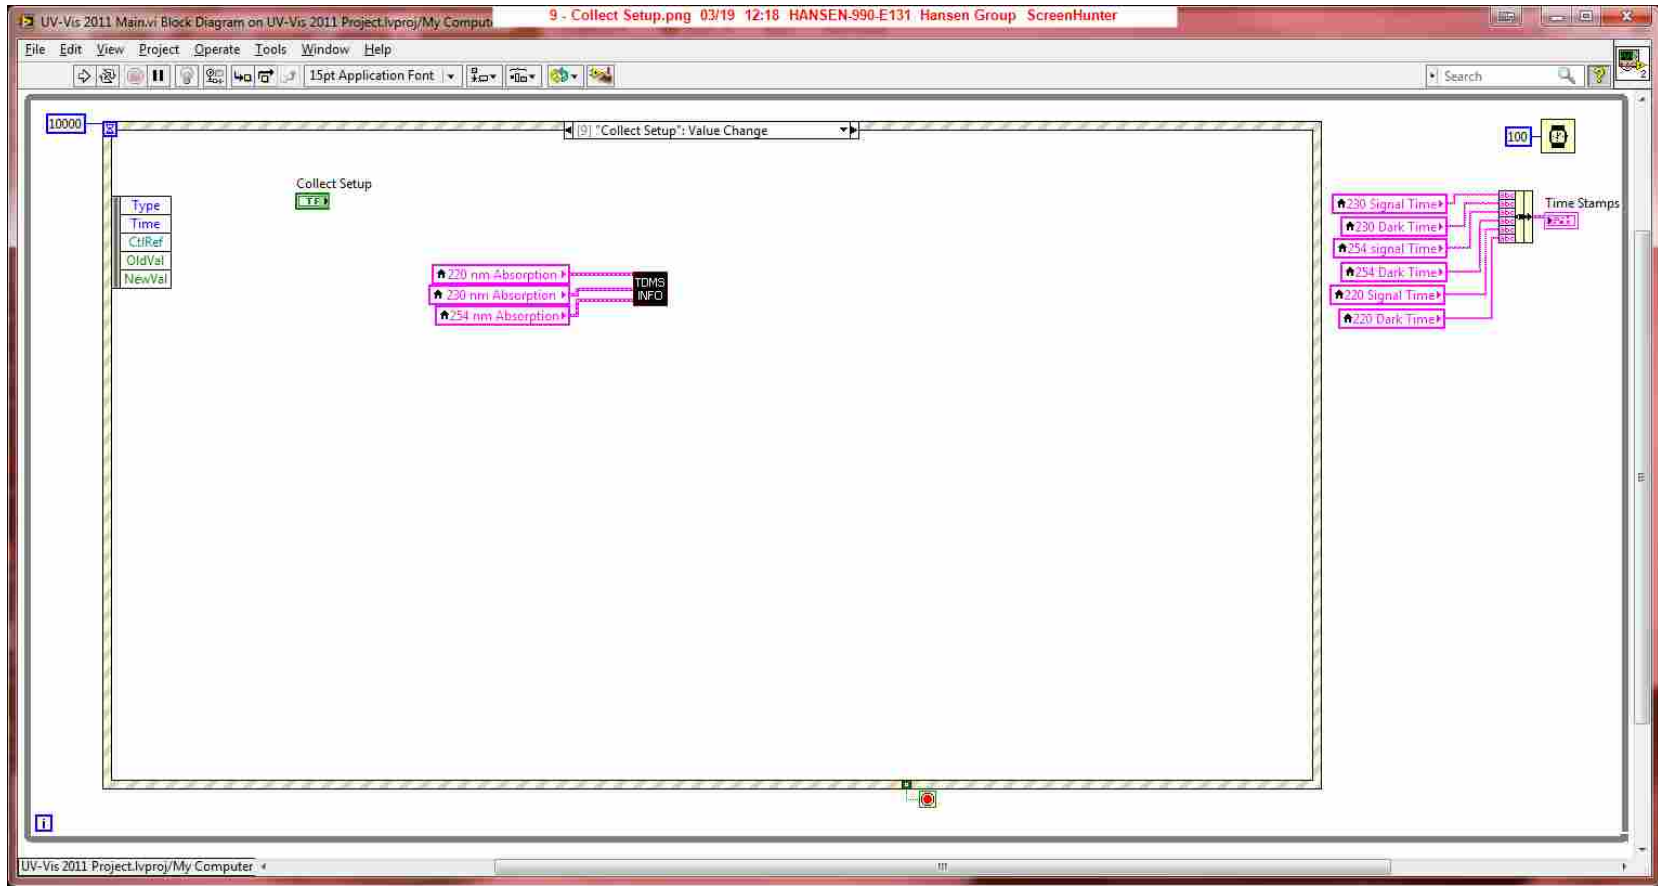 UV-Vis 2011 Main.vi Block Diagram on UV-Vis 2011 Project.lvproj/My Comput
9 - Collect Setup.png 03/19 12:18 HANSEN-990-E131 Hansen Group ScreenHunter
File Edit View Project Operate Tools Window Help
15pt Application Font
Search
2
10000
[9] "Collect Setup": Value Change
100
Collect Setup
TF
Type
Time
CtlRef
OldVal
NewVal
220 nm Absorption
230 nm Absorption
254 nm Absorption
TDMS
INFO
230 Signal Time
230 Dark Time
254 signal Time
254 Dark Time
220 Signal Time
220 Dark Time
Time Stamps
i
UV-Vis 2011 Project.lvproj/My Computer